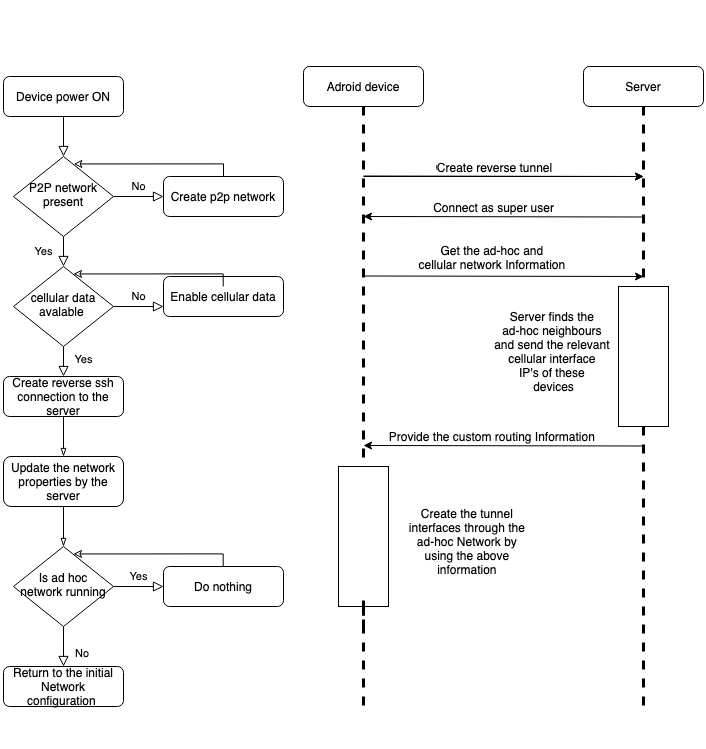 Device power ON
P2P network
present
No
Create p2p network
Yes
cellular data
avalable
No
Enable cellular data
Yes
Create reverse ssh
connection to the
server
Update the network
properties by the
server
Is ad hoc
network running
Yes
Do nothing
No
Return to the initial
Network
configuration
Adroid device
Server
Create reverse tunnel
Connect as super user
Get the ad-hoc and
cellular network Information
Server finds the
ad-hoc neighbours
and send the relevant
cellular interface
IP's of these
devices
Provide the custom routing Information
Create the tunnel
interfaces through the
ad-hoc Network by
using the above
information